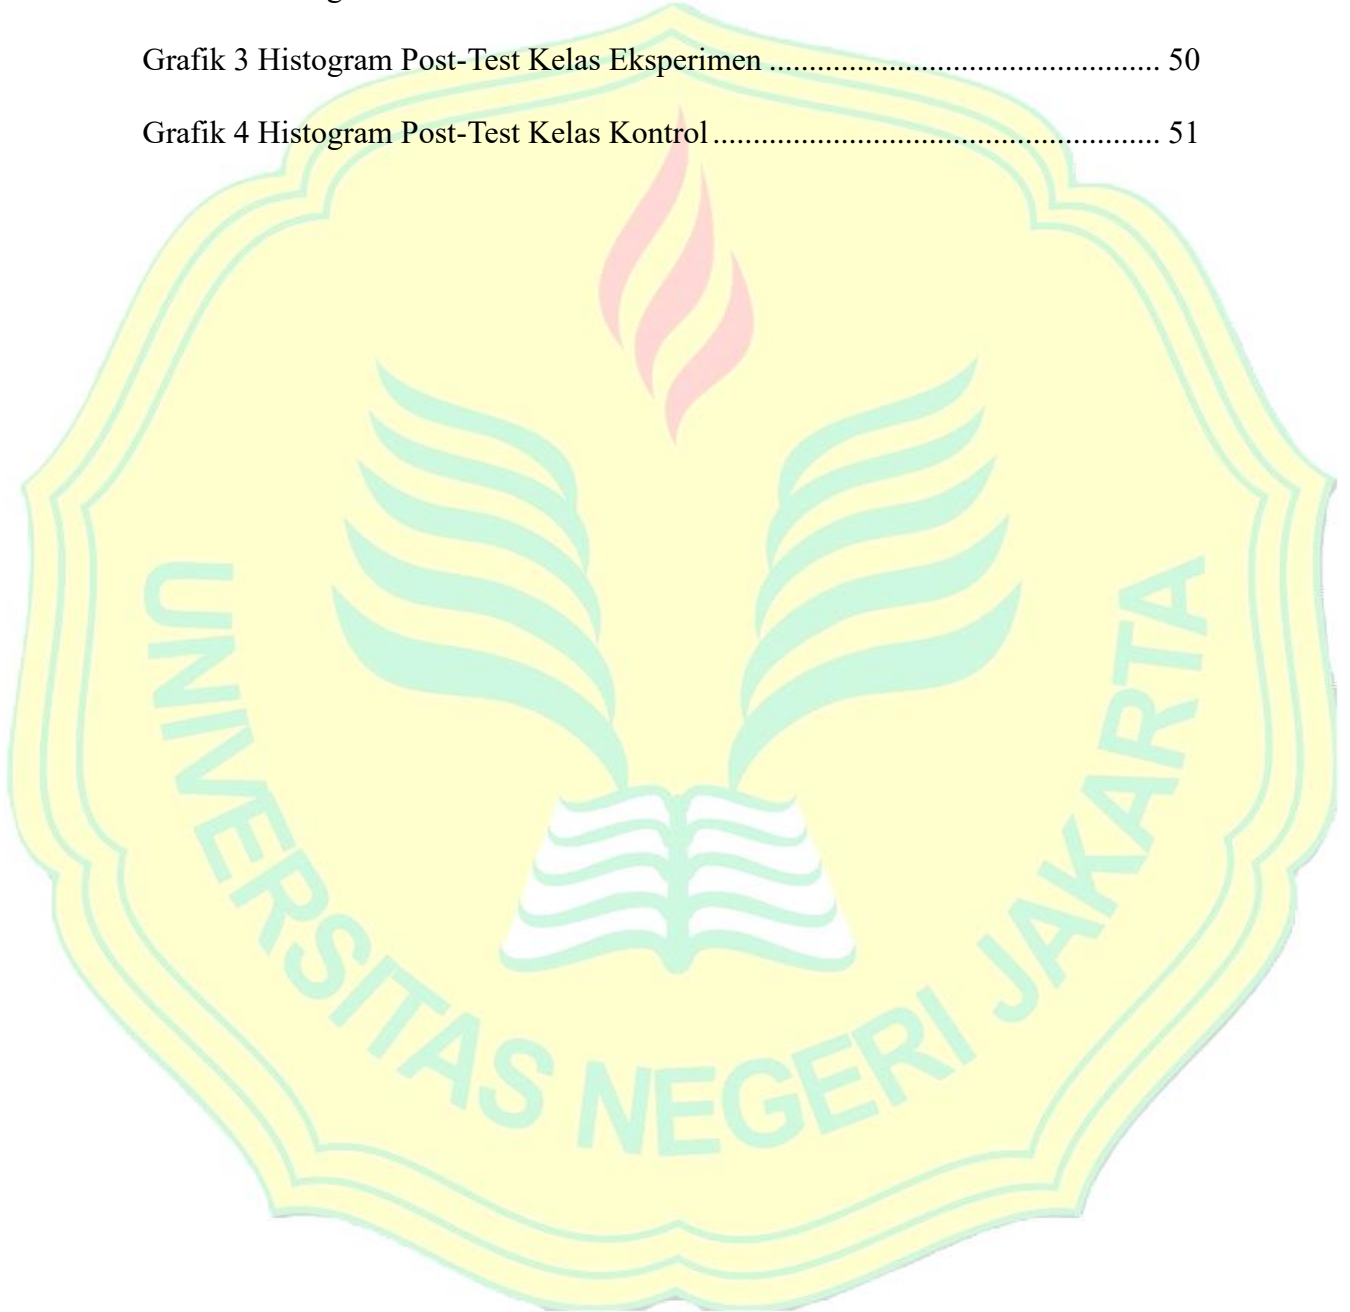 Grafik 3 Histogram Post-Test Kelas Eksperimen ................................................. 50
Grafik 4 Histogram Post-Test Kelas Kontrol ........................................................ 51
UNIVERSITAS NEGERI JAKARTA